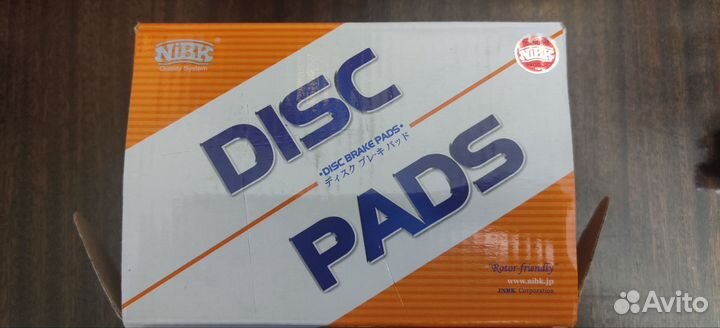 NiBK
Quality System
NiBK
DISC
•DISC BRAKE PADS•
ディスク ブレーキ パッド
PADS
"Rotor-friendly"
www.nibk.jp
JNBK Corporation
Avito